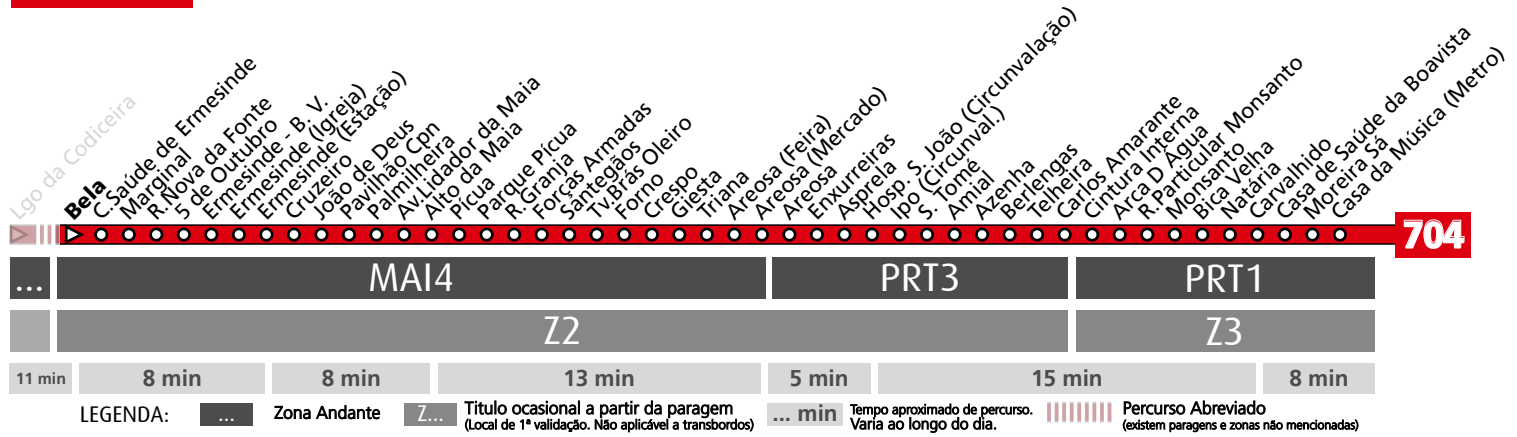 Lgo da Codiceira
Bela
C.Saúde de Ermesinde
Marginal
R.Nova da Fonte
5 de Outubro
Ermesinde - B. V.
Ermesinde (Igreja)
Ermesinde (Estação)
Cruzeiro
João de Deus
Pavilhão Cpn
Palmilheira
Av.Lidador da Maia
Alto da Maia
Pícua
Parque Pícua
R.Granja
Forças Armadas
Santegãos
Tv.Brás Oleiro
Forno
Crespo
Giesta
Triana
Areosa (Feira)
Areosa (Mercado)
Areosa
Enxurreiras
Asprela
Hosp. S. João (Circunvalação)
Ipo (Circunval.)
S. Tomé
Amial
Azenha
Berlengas
Telheira
Carlos Amarante
Cintura Interna
Arca D´Água
R.Particular Monsanto
Monsanto
Bica Velha
Natária
Carvalhido
Casa de Saúde da Boavista
Moreira Sá
Casa da Música (Metro)
704
... MAI4 PRT3 PRT1
Z2 Z3
11 min 8 min 8 min 13 min 5 min 15 min 8 min
LEGENDA: ... Zona Andante Z... Titulo ocasional a partir da paragem ... min Tempo aproximado de percurso. Percurso Abreviado
(Local de 1ª validação. Não aplicável a transbordos) Varia ao longo do dia. (existem paragens e zonas não mencionadas)